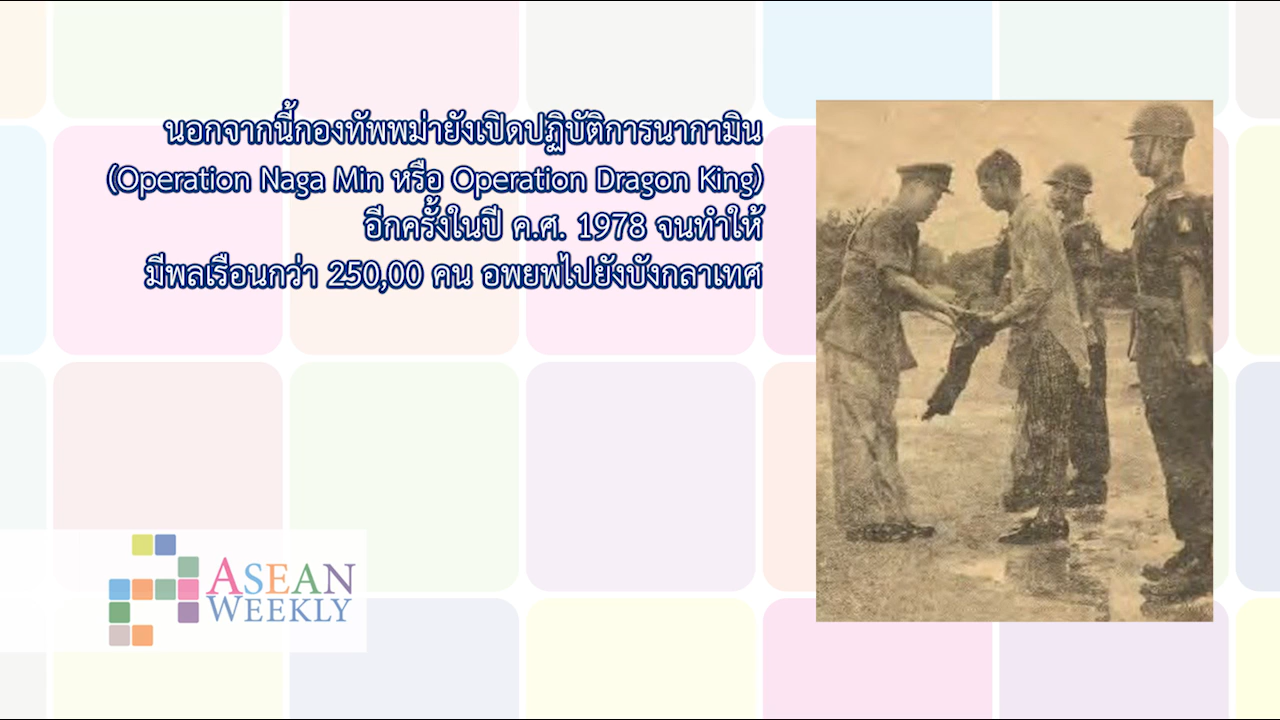 นอกจากนี้กองทัพพม่ายังเปิดปฏิบัติการนากามิน
(Operation Naga Min หรือ Operation Dragon King)
อีกครั้งในปี ค.ศ. 1978 จนทำให้
มีพลเรือนกว่า 250,00 คน อพยพไปยังบังกลาเทศ
ASEAN
WEEKLY